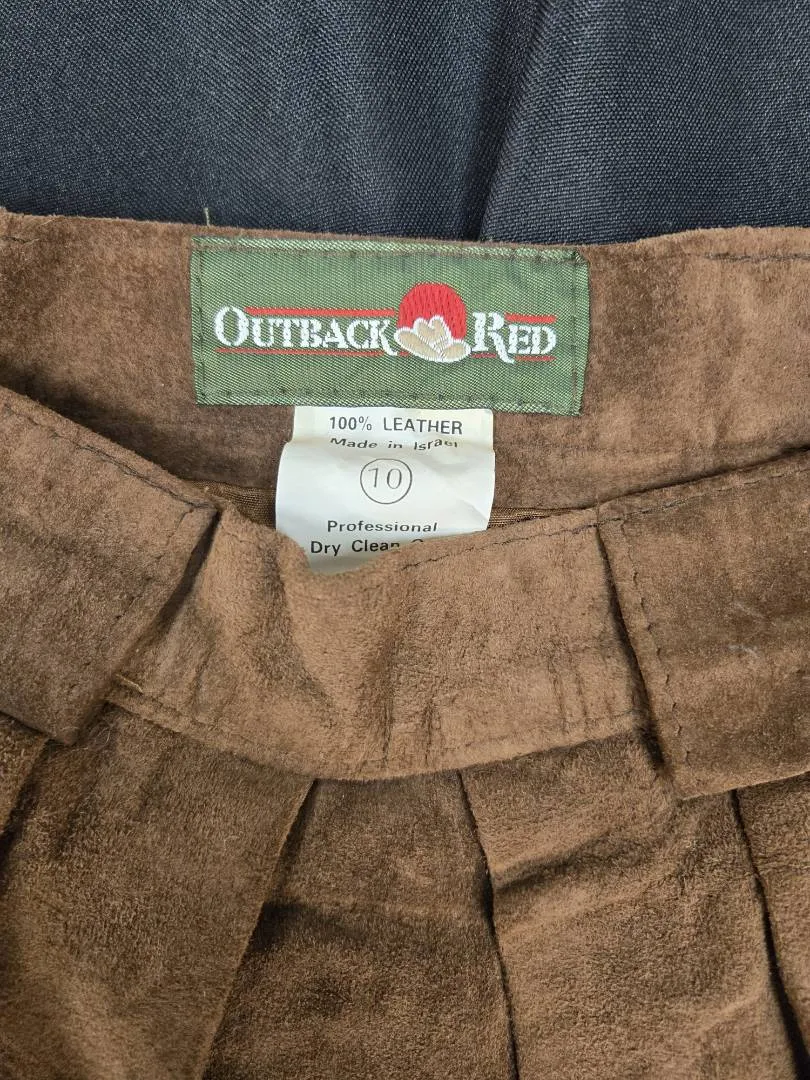 OUTBACK RED
100% LEATHER
Made in Israel
10
Professional
Dry Clean